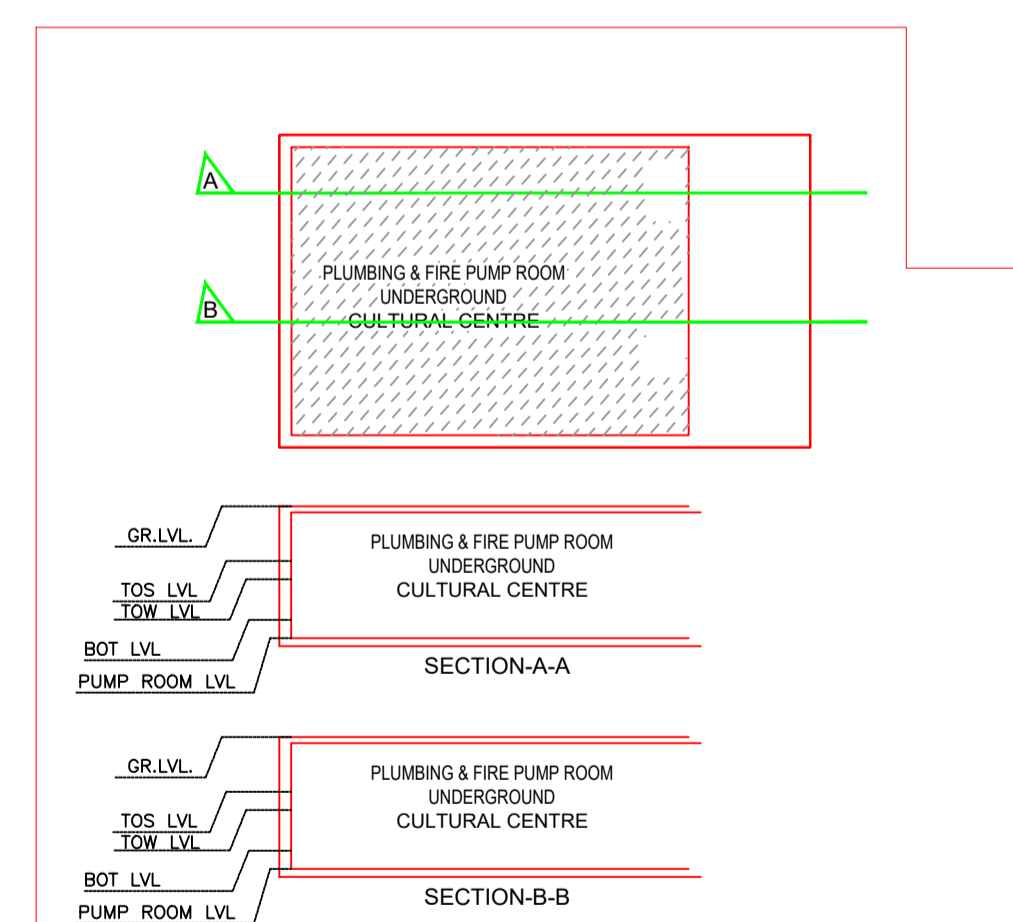 A
PLUMBING & FIRE PUMP ROOM
UNDERGROUND
B
CULTURAL CENTRE
GR.LVL.
PLUMBING & FIRE PUMP ROOM
UNDERGROUND
TOS LVL
CULTURAL CENTRE
TOW LVL
BOT LVL
SECTION-A-A
PUMP ROOM LVL
GR.LVL.
PLUMBING & FIRE PUMP ROOM
UNDERGROUND
TOS LVL
CULTURAL CENTRE
TOW LVL
BOT LVL
SECTION-B-B
PUMP ROOM LVL